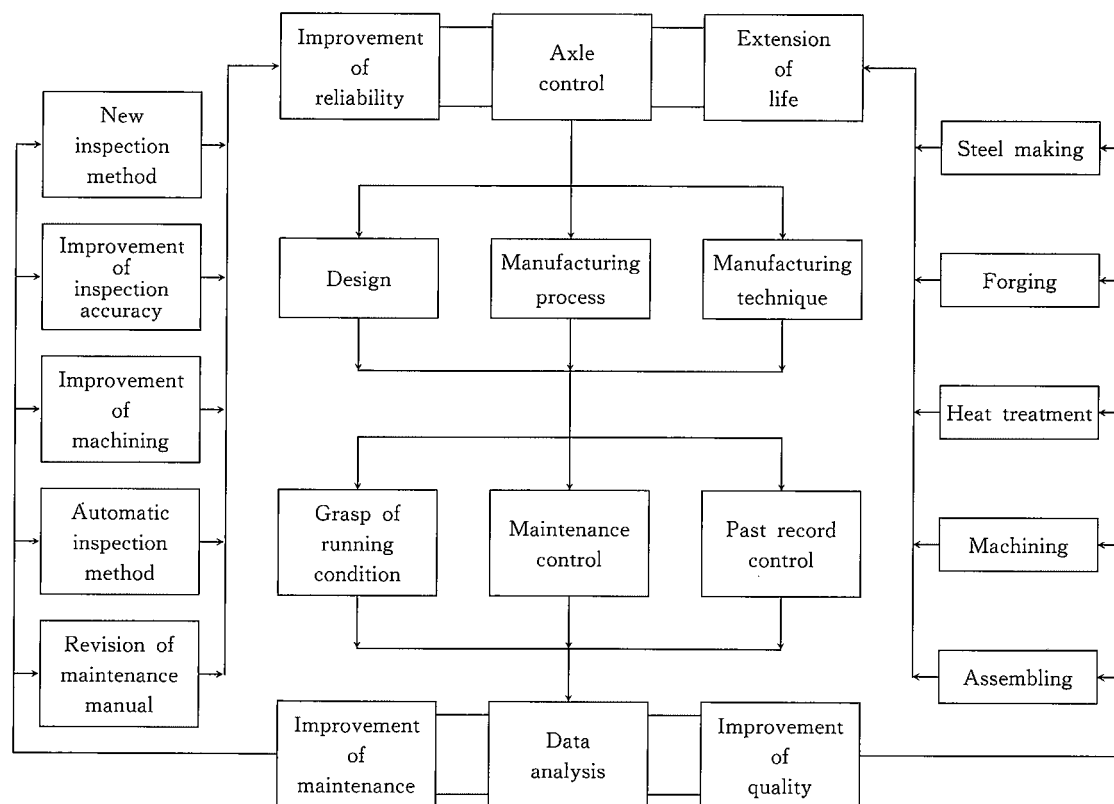 Improvement
of
reliability
Axle
control
Extension
of
life
New
inspection
method
Improvement
of
inspection
accuracy
Improvement
of
machining
Automatic
inspection
method
Revision of
maintenance
manual
Design
Manufacturing
process
Manufacturing
technique
Grasp of
running
condition
Maintenance
control
Past record
control
Steel making
Forging
Heat treatment
Machining
Assembling
Improvement
of
maintenance
Data
analysis
Improvement
of
quality